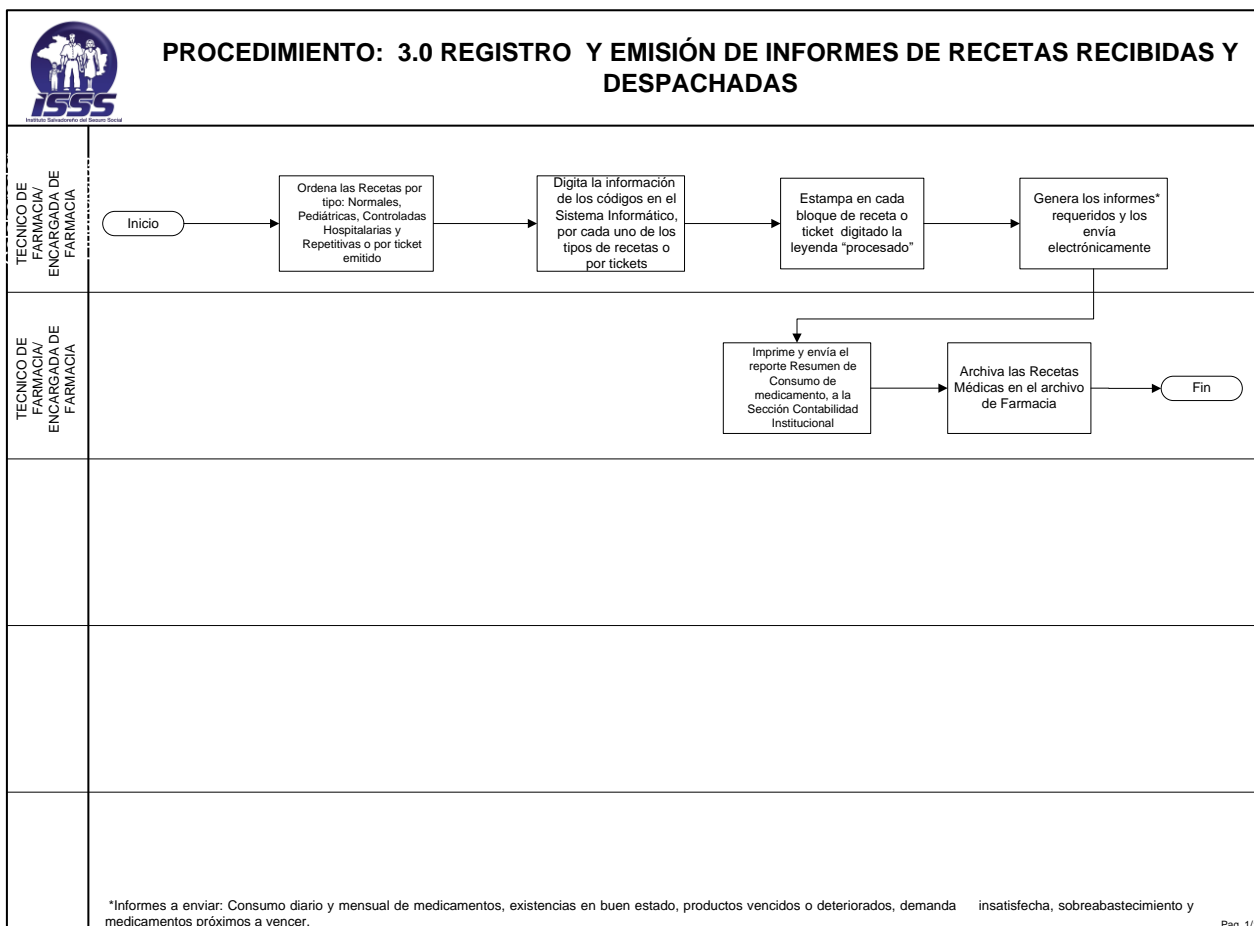 ISSS
Instituto Salvadoreño del Seguro Social
PROCEDIMIENTO: 3.0 REGISTRO Y EMISIÓN DE INFORMES DE RECETAS RECIBIDAS Y
DESPACHADAS
TECNICO DE
FARMACIA/
ENCARGADA DE
FARMACIA
Inicio
Ordena las Recetas por
tipo: Normales,
Pediátricas, Controladas
Hospitalarias y
Repetitivas o por ticket
emitido
Digita la información
de los códigos en el
Sistema Informático,
por cada uno de los
tipos de recetas o
por tickets
Estampa en cada
bloque de receta o
ticket digitado la
leyenda “procesado”
Genera los informes*
requeridos y los
envía
electrónicamente
TECNICO DE
FARMACIA/
ENCARGADA DE
FARMACIA
Imprime y envía el
reporte Resumen de
Consumo de
medicamento, a la
Sección Contabilidad
Institucional
Archiva las Recetas
Médicas en el archivo
de Farmacia
Fin
*Informes a enviar: Consumo diario y mensual de medicamentos, existencias en buen estado, productos vencidos o deteriorados, demanda insatisfecha, sobreabastecimiento y
medicamentos próximos a vencer.
Pag. 1/